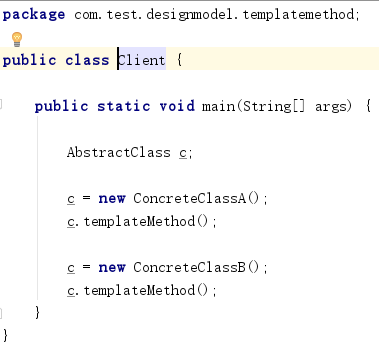 package com.test.designmodel.templatemethod;
public class Client {
public static void main(String[] args) {
AbstractClass c;
c = new ConcreteClassA();
c.templateMethod();
c = new ConcreteClassB();
c.templateMethod();
}
}